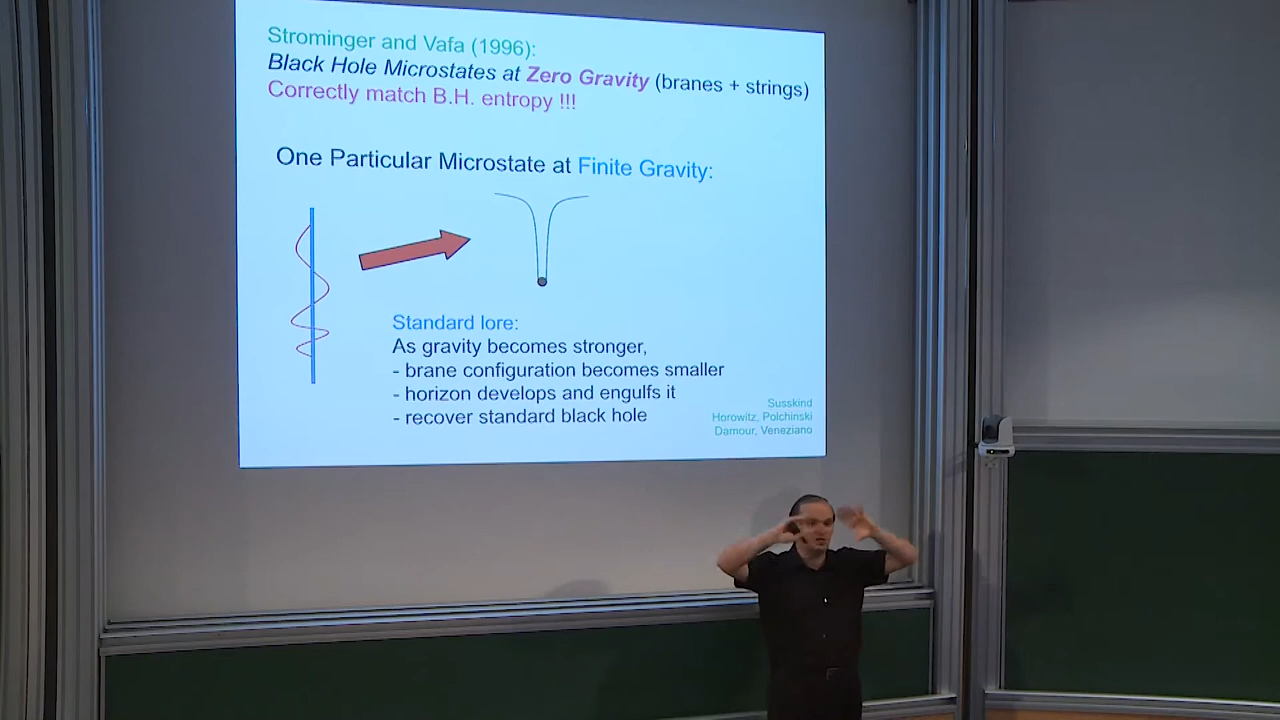 Strominger and Vafa (1996):
Black Hole Microstates at Zero Gravity (branes + strings)
Correctly match B.H. entropy !!!
One Particular Microstate at Finite Gravity:
Standard lore:
As gravity becomes stronger,
- brane configuration becomes smaller
- horizon develops and engulfs it
- recover standard black hole
Susskind
Horowitz, Polchinski
Damour, Veneziano